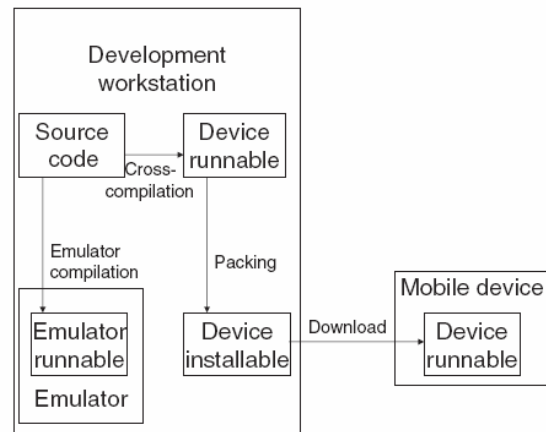 Development
workstation
Source
code
Device
runnable
Cross-
compilation
Emulator
compilation
Packing
Mobile device
Emulator
runnable
Device
installable
Download
Device
runnable
Emulator